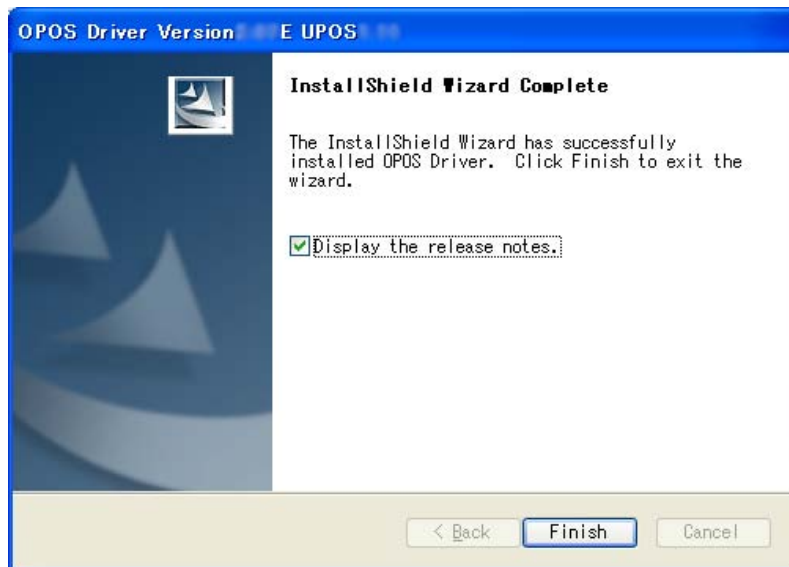 OPOS Driver Version E UPOS
InstallShield Wizard Complete
The InstallShield Wizard has successfully
installed OPOS Driver. Click Finish to exit the
wizard.
Display the release notes.
< Back Finish Cancel